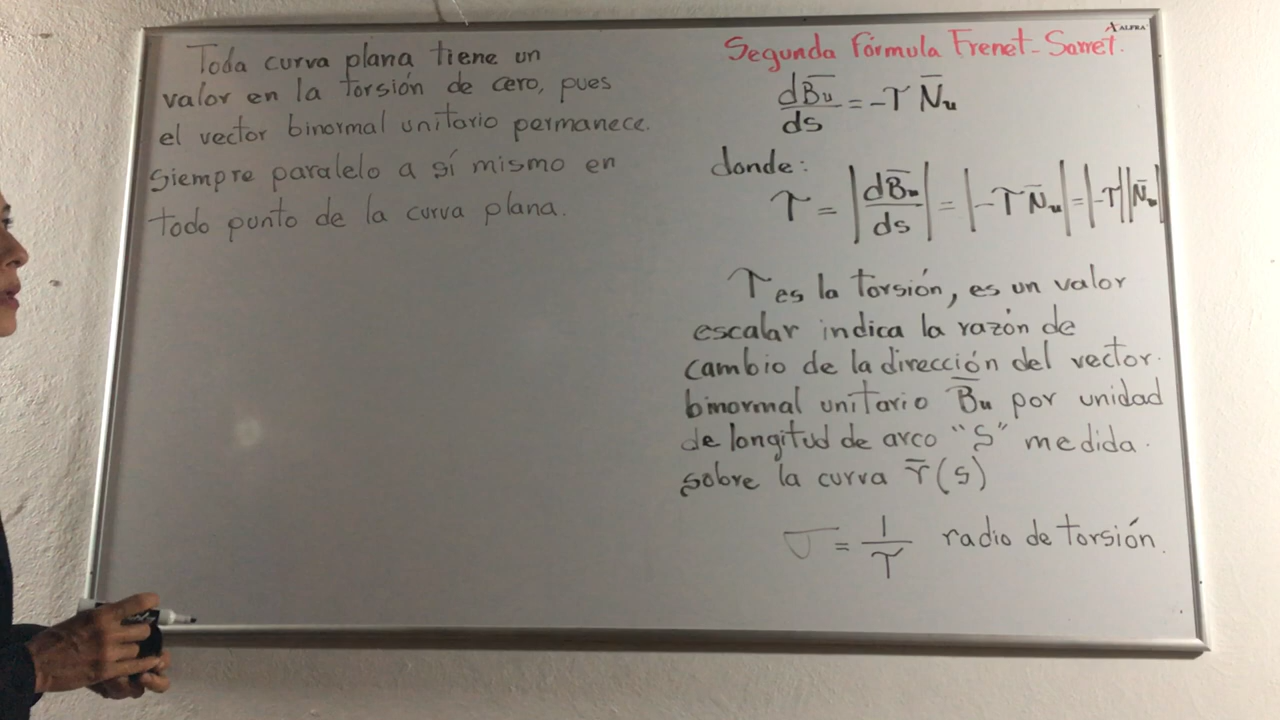 Toda curva plana tiene un
valor en la torsión de cero, pues
el vector binormal unitario permanece.
siempre paralelo a sí mismo en
todo punto de la curva plana.
ALFRA
Segunda Fórmula Frenet-Sarret.
dB̅u/ds = -τ N̅u
donde:
τ = |dB̅u/ds| = |-τ N̅u| = |-τ||N̅u|
τ es la torsión, es un valor
escalar indica la razón de
cambio de la dirección del vector.
binormal unitario B̅u por unidad
de longitud de arco "S" medida.
sobre la curva r̅(s)
σ = 1/τ radio de torsión.